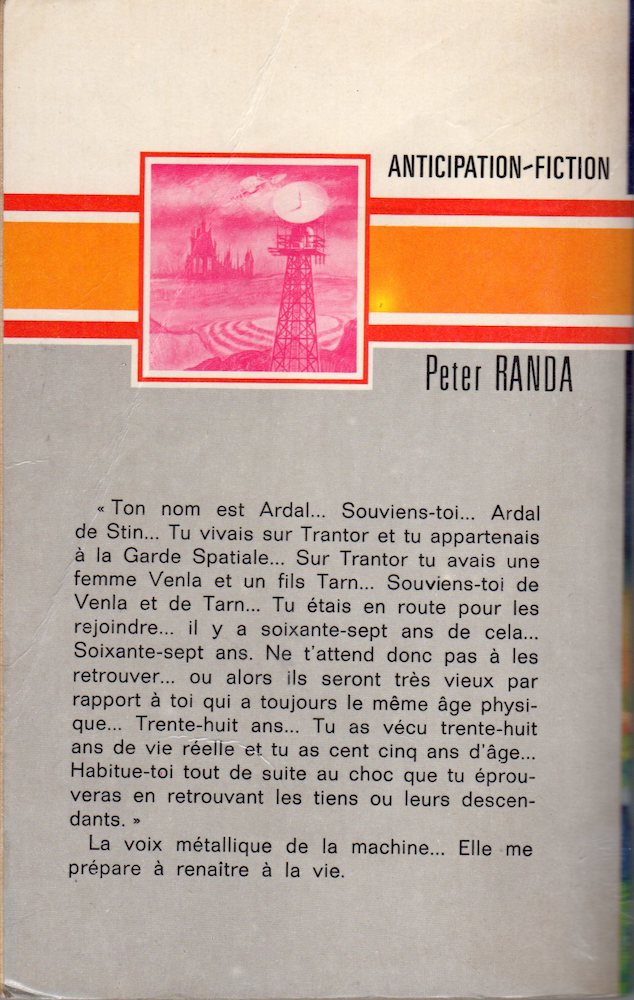 ANTICIPATION-FICTION
Peter RANDA
« Ton nom est Ardal... Souviens-toi... Ardal
de Stin... Tu vivais sur Trantor et tu appartenais
à la Garde Spatiale... Sur Trantor tu avais une
femme Venla et un fils Tarn... Souviens-toi de
Venla et de Tarn... Tu étais en route pour les
rejoindre... il y a soixante-sept ans de cela...
Soixante-sept ans. Ne t'attend donc pas à les
retrouver... ou alors ils seront très vieux par
rapport à toi qui a toujours le même âge physi-
que... Trente-huit ans... Tu as vécu trente-huit
ans de vie réelle et tu as cent cinq ans d'âge...
Habitue-toi tout de suite au choc que tu éprou-
veras en retrouvant les tiens ou leurs descen-
dants. »
La voix métallique de la machine... Elle me
prépare à renaître à la vie.